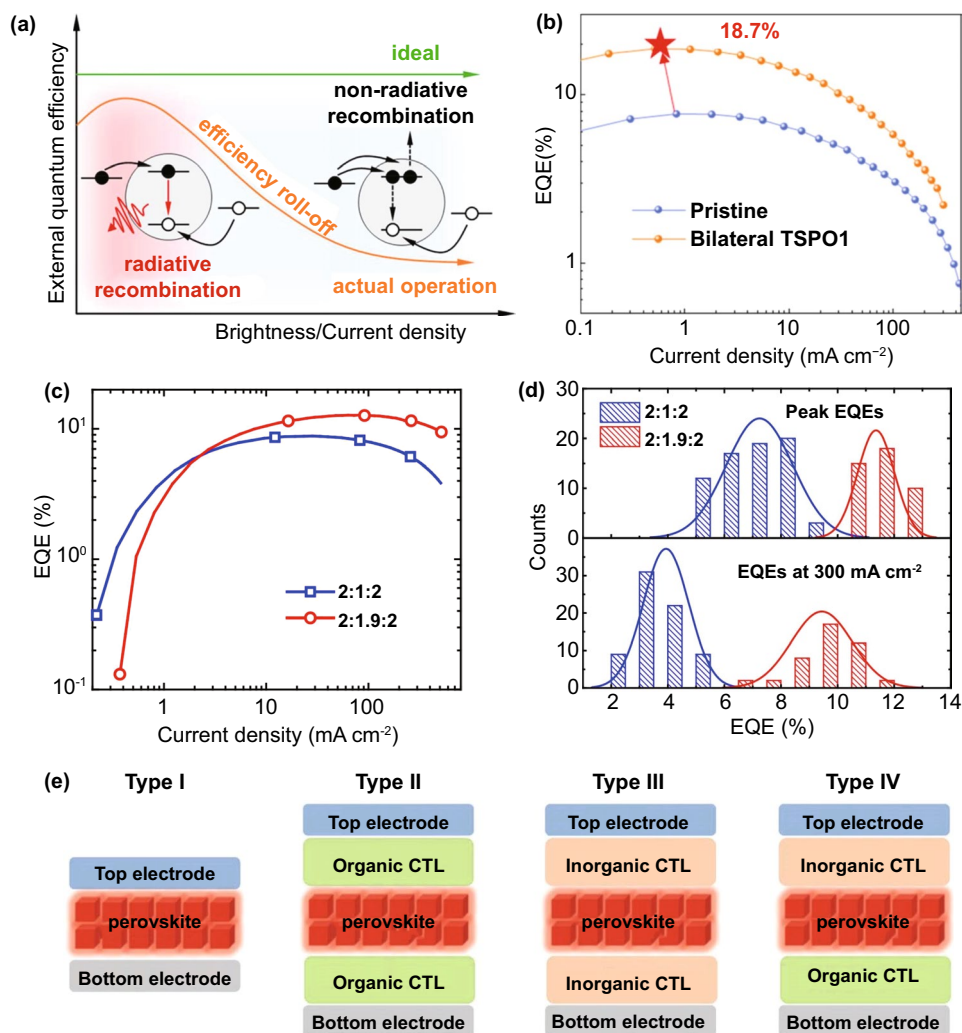 (a)
External quantum efficiency
ideal
non-radiative
recombination
efficiency roll-off
radiative
recombination
actual operation
Brightness/Current density
(b)
18.7%
EQE(%)
10
1
Pristine
Bilateral TSPO1
0.1 1 10 100
Current density (mA cm⁻²)
(c)
EQE (%)
10¹
10⁰
10⁻¹
2:1:2
2:1.9:2
1 10 100
Current density (mA cm⁻²)
(d)
Counts
30
20
10
0
2:1:2
2:1.9:2
Peak EQEs
30
20
10
0
EQEs at 300 mA cm⁻²
2 4 6 8 10 12 14
EQE (%)
(e)
Type I
Top electrode
perovskite
Bottom electrode
Type II
Top electrode
Organic CTL
perovskite
Organic CTL
Bottom electrode
Type III
Top electrode
Inorganic CTL
perovskite
Inorganic CTL
Bottom electrode
Type IV
Top electrode
Inorganic CTL
perovskite
Organic CTL
Bottom electrode